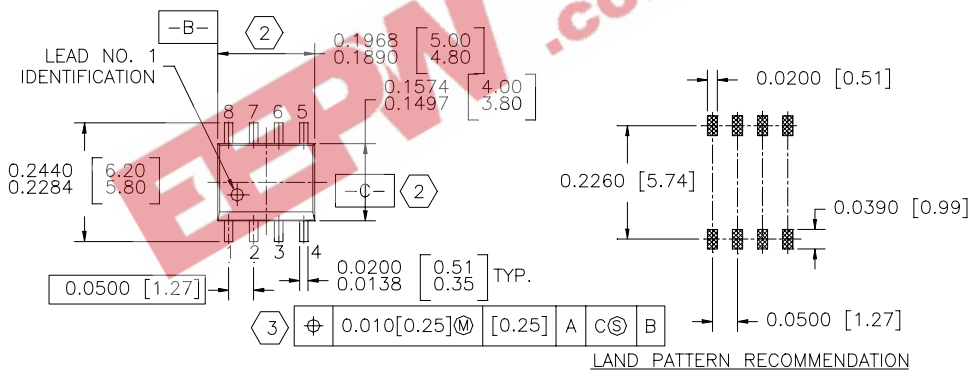 -B-
2
LEAD NO. 1
IDENTIFICATION
0.1968 [5.00]
0.1890 [4.80]
0.1574 [4.00]
0.1497 [3.80]
8 7 6 5
0.2440 [6.20]
0.2284 [5.80]
-C- 2
1 2 3 4
0.0500 [1.27]
0.0200 [0.51] TYP.
0.0138 [0.35]
3 ⌖ 0.010[0.25]Ⓜ [0.25] A CⓈ B
0.0200 [0.51]
0.2260 [5.74]
0.0390 [0.99]
0.0500 [1.27]
LAND PATTERN RECOMMENDATION
EEPW.co